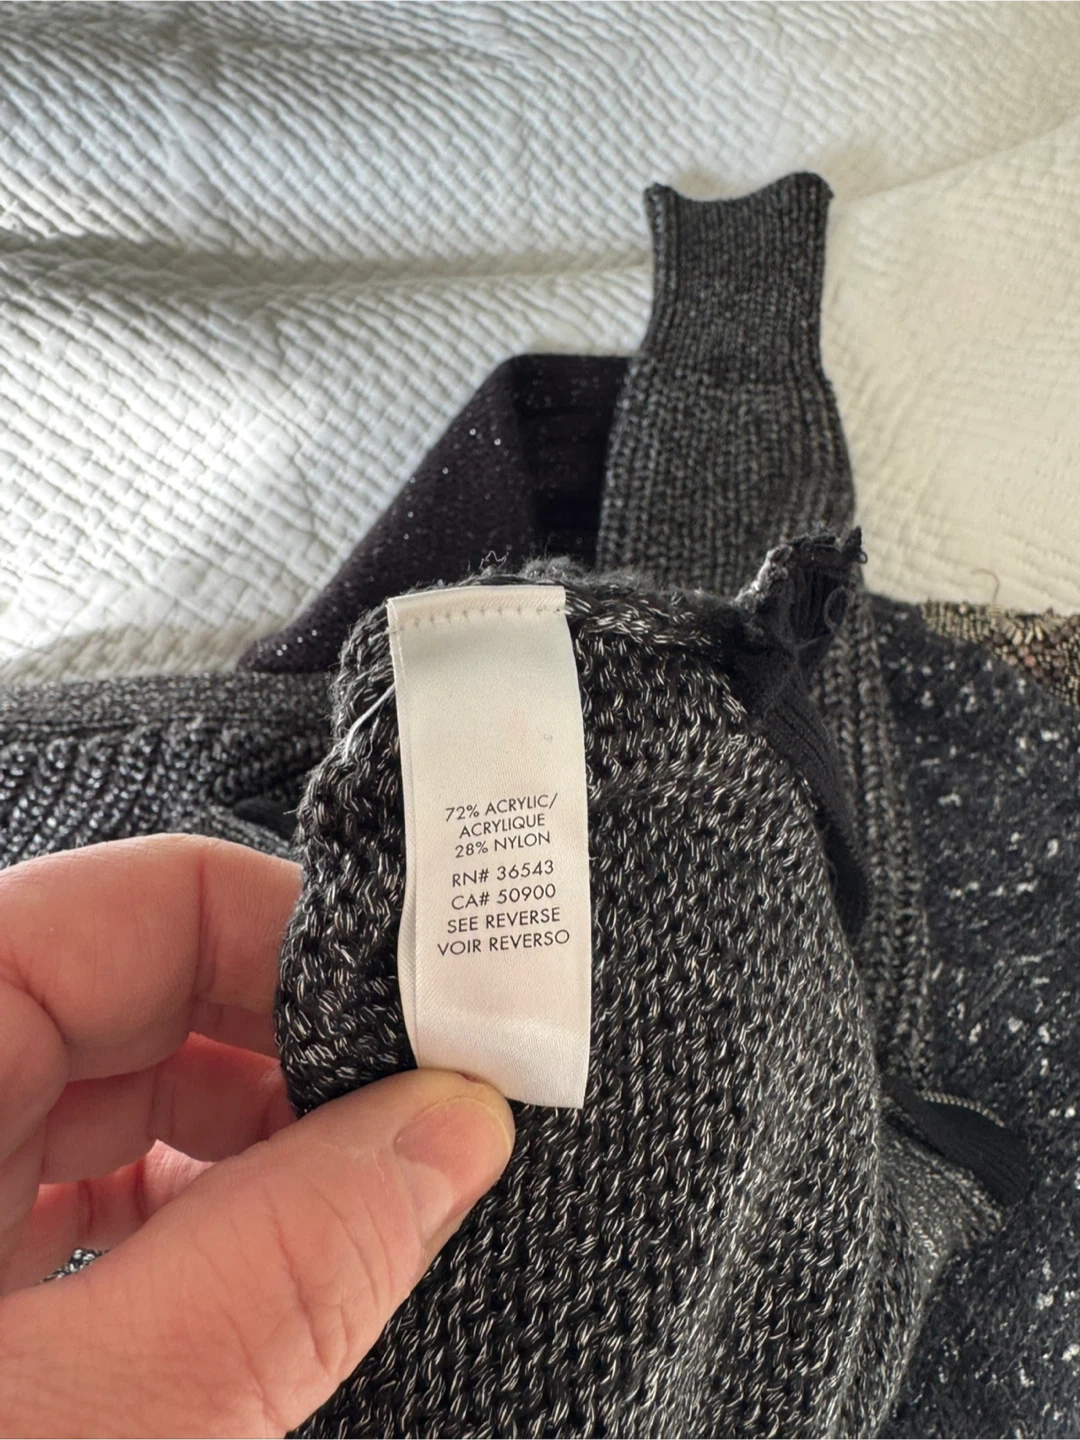 72% ACRYLIC/
ACRYLIQUE
28% NYLON
RN# 36543
CA# 50900
SEE REVERSE
VOIR REVERSO